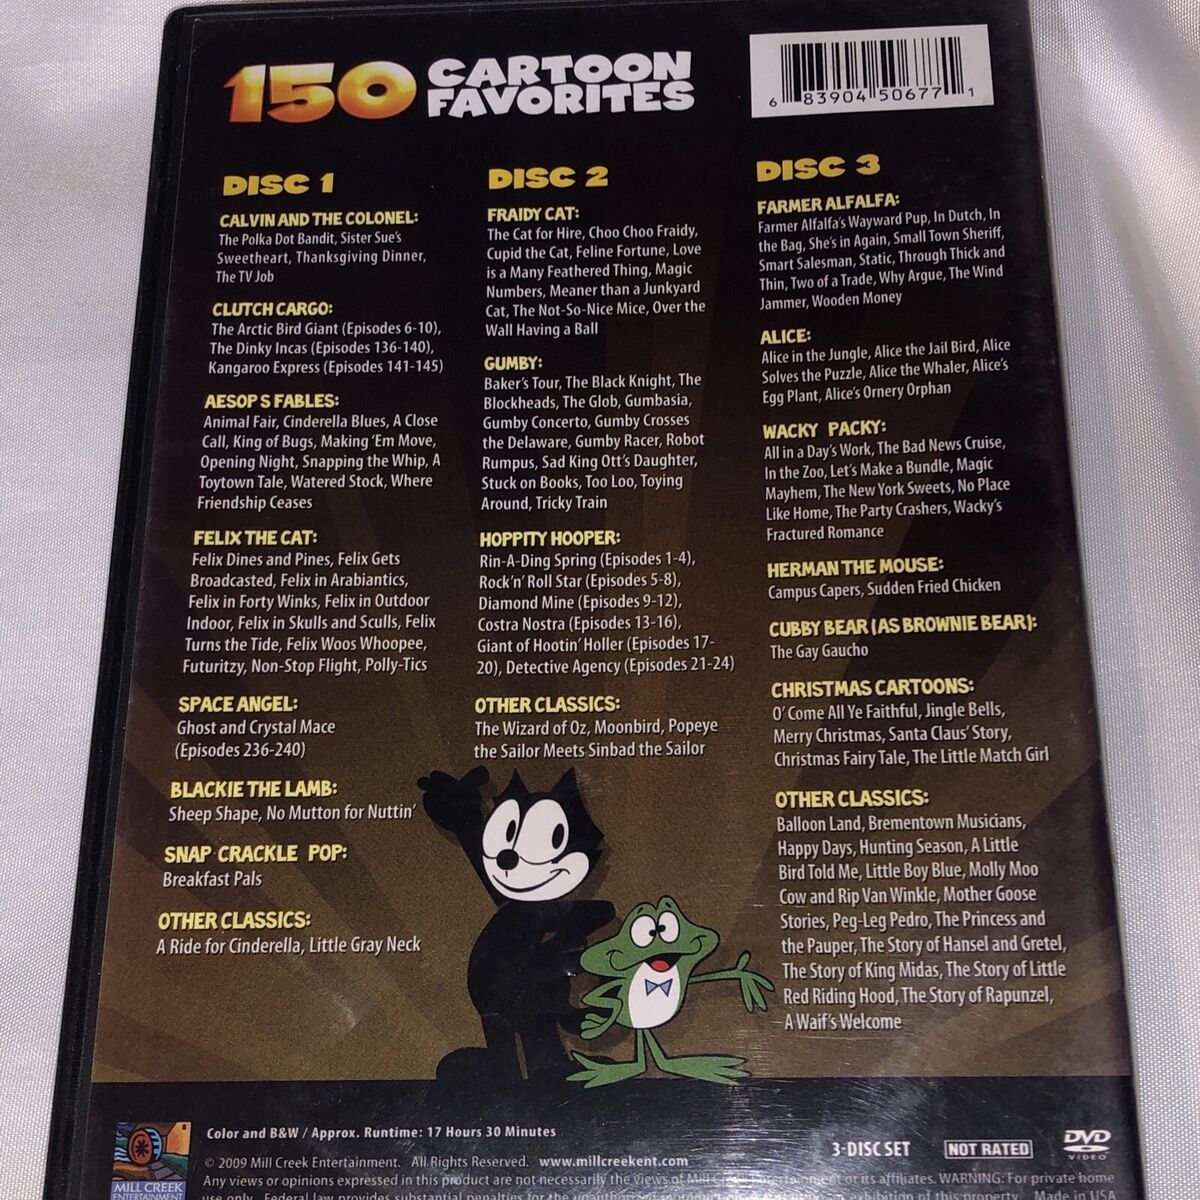 150 CARTOON
FAVORITES
6 83904 50677 1
DISC 1
CALVIN AND THE COLONEL:
The Polka Dot Bandit, Sister Sue's
Sweetheart, Thanksgiving Dinner,
The TV Job
CLUTCH CARGO:
The Arctic Bird Giant (Episodes 6-10),
The Dinky Incas (Episodes 136-140),
Kangaroo Express (Episodes 141-145)
AESOP S FABLES:
Animal Fair, Cinderella Blues, A Close
Call, King of Bugs, Making 'Em Move,
Opening Night, Snapping the Whip, A
Toytown Tale, Watered Stock, Where
Friendship Ceases
FELIX THE CAT:
Felix Dines and Pines, Felix Gets
Broadcasted, Felix in Arabiantics,
Felix in Forty Winks, Felix in Outdoor
Indoor, Felix in Skulls and Sculls, Felix
Turns the Tide, Felix Woos Whoopee,
Futuritzy, Non-Stop Flight, Polly-Tics
SPACE ANGEL:
Ghost and Crystal Mace
(Episodes 236-240)
BLACKIE THE LAMB:
Sheep Shape, No Mutton for Nuttin'
SNAP CRACKLE POP:
Breakfast Pals
OTHER CLASSICS:
A Ride for Cinderella, Little Gray Neck
DISC 2
FRAIDY CAT:
The Cat for Hire, Choo Choo Fraidy,
Cupid the Cat, Feline Fortune, Love
is a Many Feathered Thing, Magic
Numbers, Meaner than a Junkyard
Cat, The Not-So-Nice Mice, Over the
Wall Having a Ball
GUMBY:
Baker's Tour, The Black Knight, The
Blockheads, The Glob, Gumbasia,
Gumby Concerto, Gumby Crosses
the Delaware, Gumby Racer, Robot
Rumpus, Sad King Ott's Daughter,
Stuck on Books, Too Loo, Toying
Around, Tricky Train
HOPPITY HOOPER:
Rin-A-Ding Spring (Episodes 1-4),
Rock'n' Roll Star (Episodes 5-8),
Diamond Mine (Episodes 9-12),
Costra Nostra (Episodes 13-16),
Giant of Hootin' Holler (Episodes 17-
20), Detective Agency (Episodes 21-24)
OTHER CLASSICS:
The Wizard of Oz, Moonbird, Popeye
the Sailor Meets Sinbad the Sailor
DISC 3
FARMER ALFALFA:
Farmer Alfalfa's Wayward Pup, In Dutch, In
the Bag, She's in Again, Small Town Sheriff,
Smart Salesman, Static, Through Thick and
Thin, Two of a Trade, Why Argue, The Wind
Jammer, Wooden Money
ALICE:
Alice in the Jungle, Alice the Jail Bird, Alice
Solves the Puzzle, Alice the Whaler, Alice's
Egg Plant, Alice's Ornery Orphan
WACKY PACKY:
All in a Day's Work, The Bad News Cruise,
In the Zoo, Let's Make a Bundle, Magic
Mayhem, The New York Sweets, No Place
Like Home, The Party Crashers, Wacky's
Fractured Romance
HERMAN THE MOUSE:
Campus Capers, Sudden Fried Chicken
CUBBY BEAR (AS BROWNIE BEAR):
The Gay Gaucho
CHRISTMAS CARTOONS:
O' Come All Ye Faithful, Jingle Bells,
Merry Christmas, Santa Claus' Story,
Christmas Fairy Tale, The Little Match Girl
OTHER CLASSICS:
Balloon Land, Brementown Musicians,
Happy Days, Hunting Season, A Little
Bird Told Me, Little Boy Blue, Molly Moo
Cow and Rip Van Winkle, Mother Goose
Stories, Peg-Leg Pedro, The Princess and
the Pauper, The Story of Hansel and Gretel,
The Story of King Midas, The Story of Little
Red Riding Hood, The Story of Rapunzel,
A Waif's Welcome
Color and B&W / Approx. Runtime: 17 Hours 30 Minutes
3-DISC SET
NOT RATED
DVD
VIDEO
MILL CREEK
ENTERTAINMENT
© 2009 Mill Creek Entertainment. All Rights Reserved. www.millcreekent.com
Any views or opinions expressed in this product are not necessarily the views of Mill C its affiliates. WARNING: For private home
use only. Federal law provides substantial penalties for the unauthorized exhibition of this